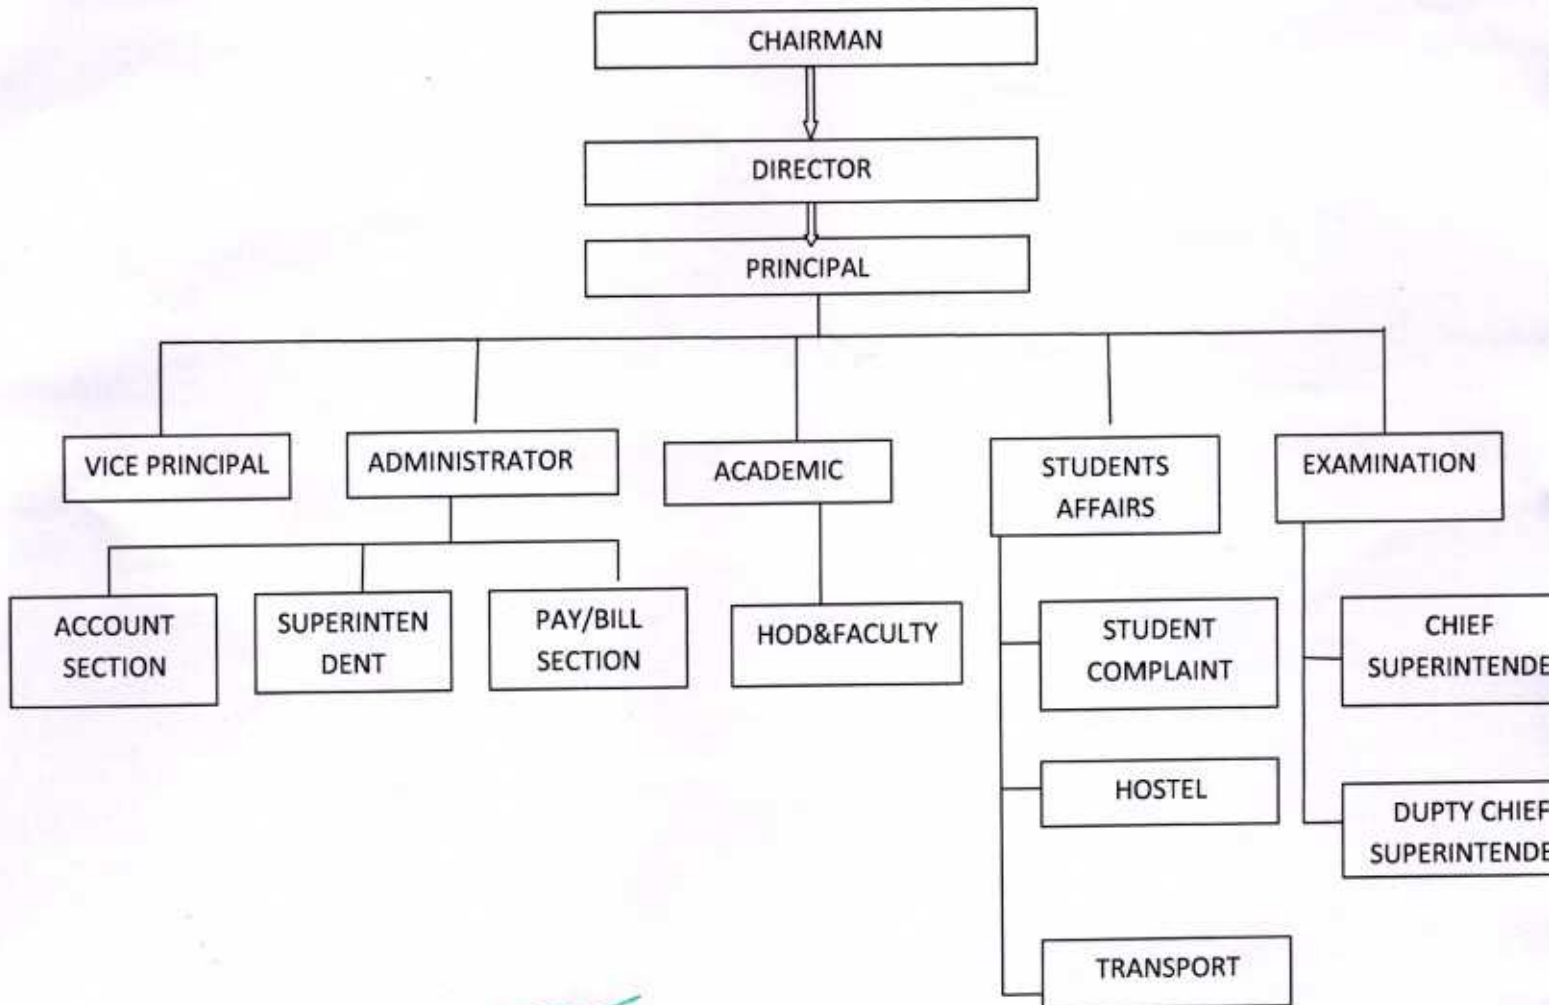 CHAIRMAN
DIRECTOR
PRINCIPAL
VICE PRINCIPAL
ADMINISTRATOR
ACADEMIC
STUDENTS
AFFAIRS
EXAMINATION
ACCOUNT
SECTION
SUPERINTEN
DENT
PAY/BILL
SECTION
HOD&FACULTY
STUDENT
COMPLAINT
CHIEF
SUPERINTENDE
HOSTEL
DUPTY CHIEF
SUPERINTENDE
TRANSPORT